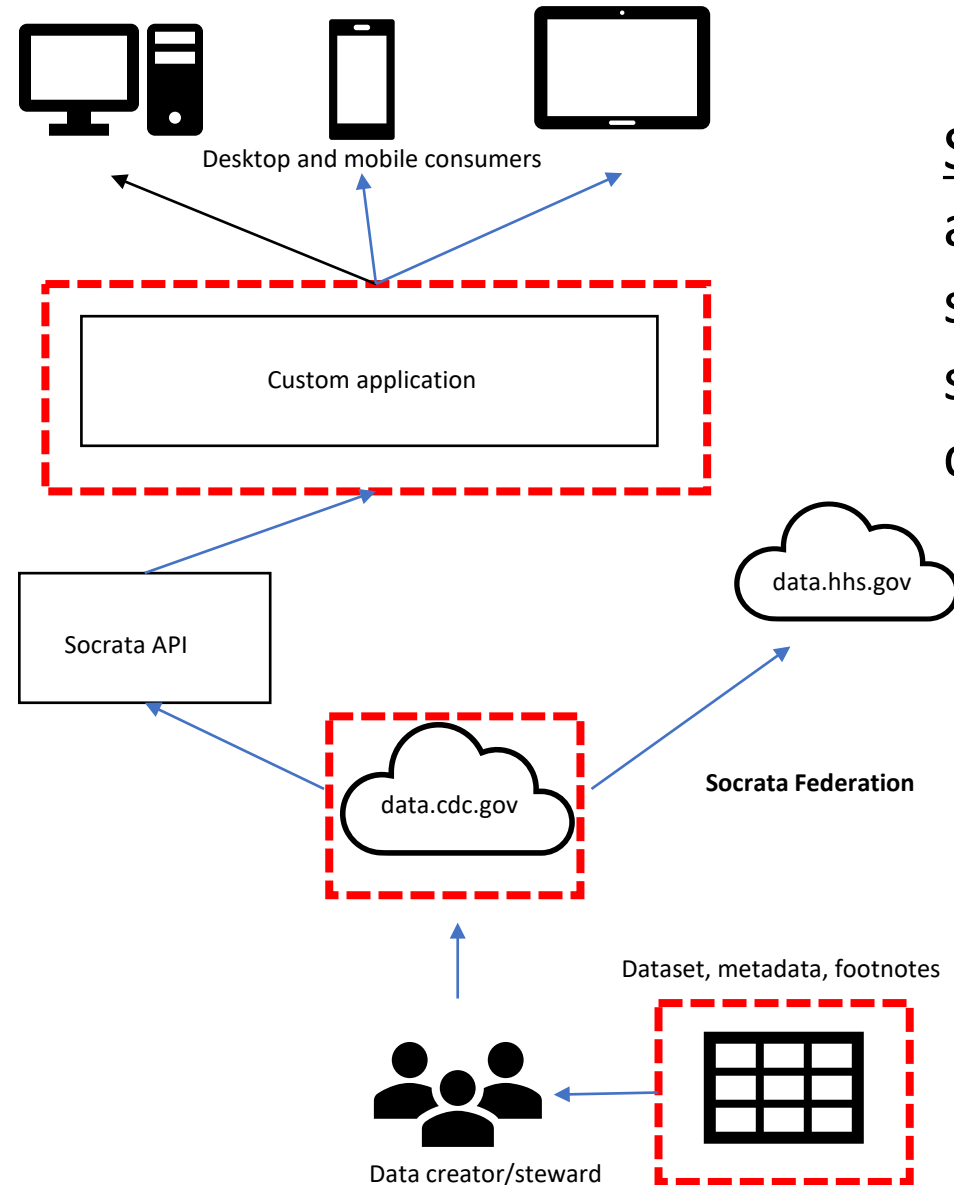 Desktop and mobile consumers
Custom application
data.hhs.gov
Socrata API
Socrata Federation
data.cdc.gov
Dataset, metadata, footnotes
Data creator/steward